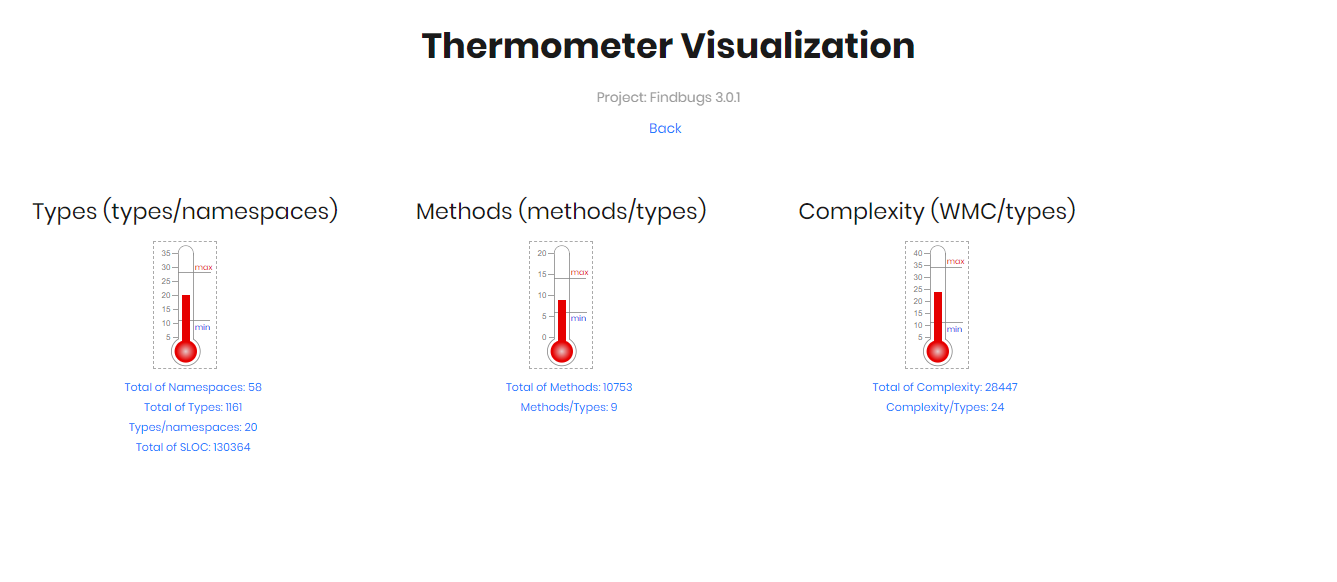 Thermometer Visualization
Project: Findbugs 3.0.1
Back
Types (types/namespaces)
35
30
max
25
20
15
10
min
5
Total of Namespaces: 58
Total of Types: 1161
Types/namespaces: 20
Total of SLOC: 130364
Methods (methods/types)
20
15
max
10
5
min
0
Total of Methods: 10753
Methods/Types: 9
Complexity (WMC/types)
40
max
35
30
25
20
15
10
min
5
Total of Complexity: 28447
Complexity/Types: 24